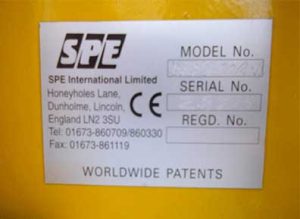 SPE
SPE International Limited
Honeyholes Lane,
Dunholme, Lincoln,
England LN2 3SU
Tel: 01673-860709/860330
Fax: 01673-861119
CE
MODEL No.
SERIAL No.
REGD. No.
WORLDWIDE PATENTS